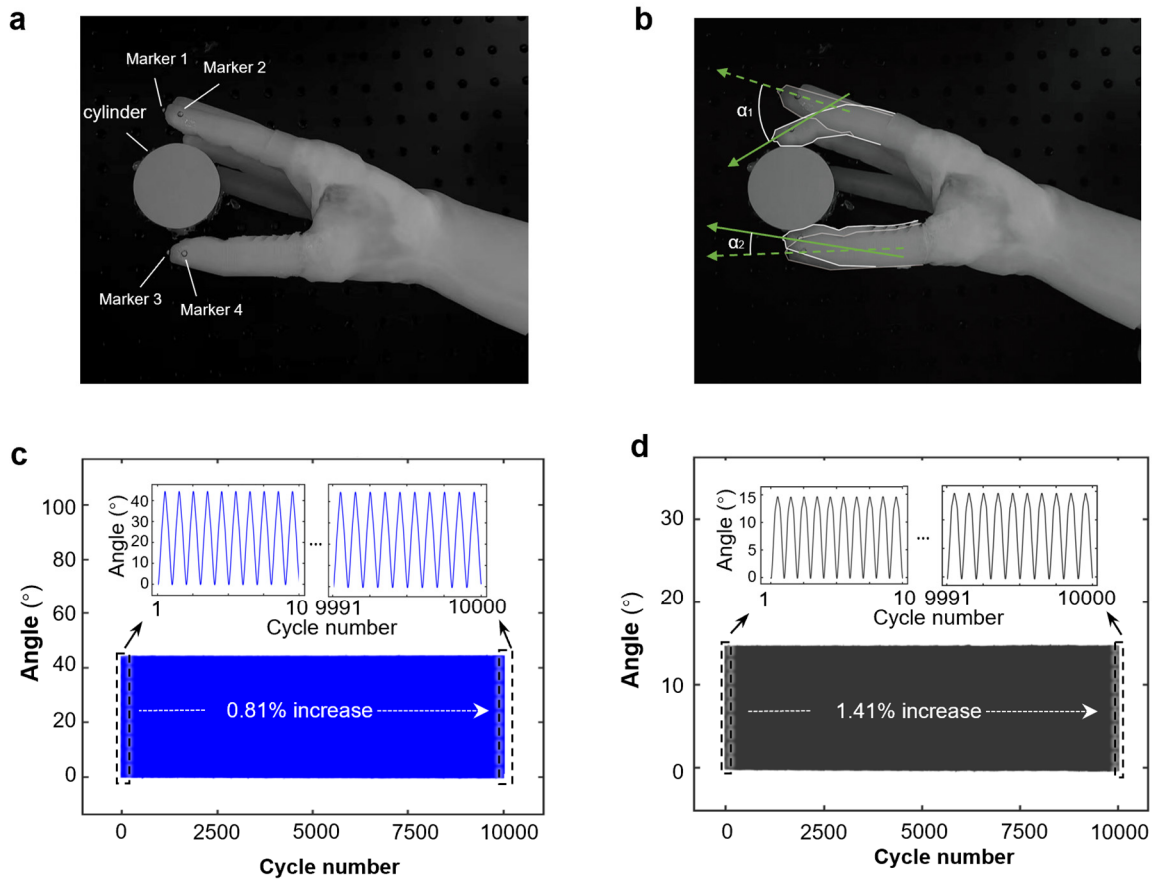 a
Marker 1
Marker 2
cylinder
Marker 3
Marker 4
b
α1
α2
c
Angle (°)
100
80
60
40
20
0
Angle (°)
40
30
20
10
0
1
10
...
9991
10000
Cycle number
0.81% increase
0
2500
5000
7500
10000
Cycle number
d
Angle (°)
30
20
10
0
Angle (°)
15
10
5
0
1
10
...
9991
10000
Cycle number
1.41% increase
0
2500
5000
7500
10000
Cycle number